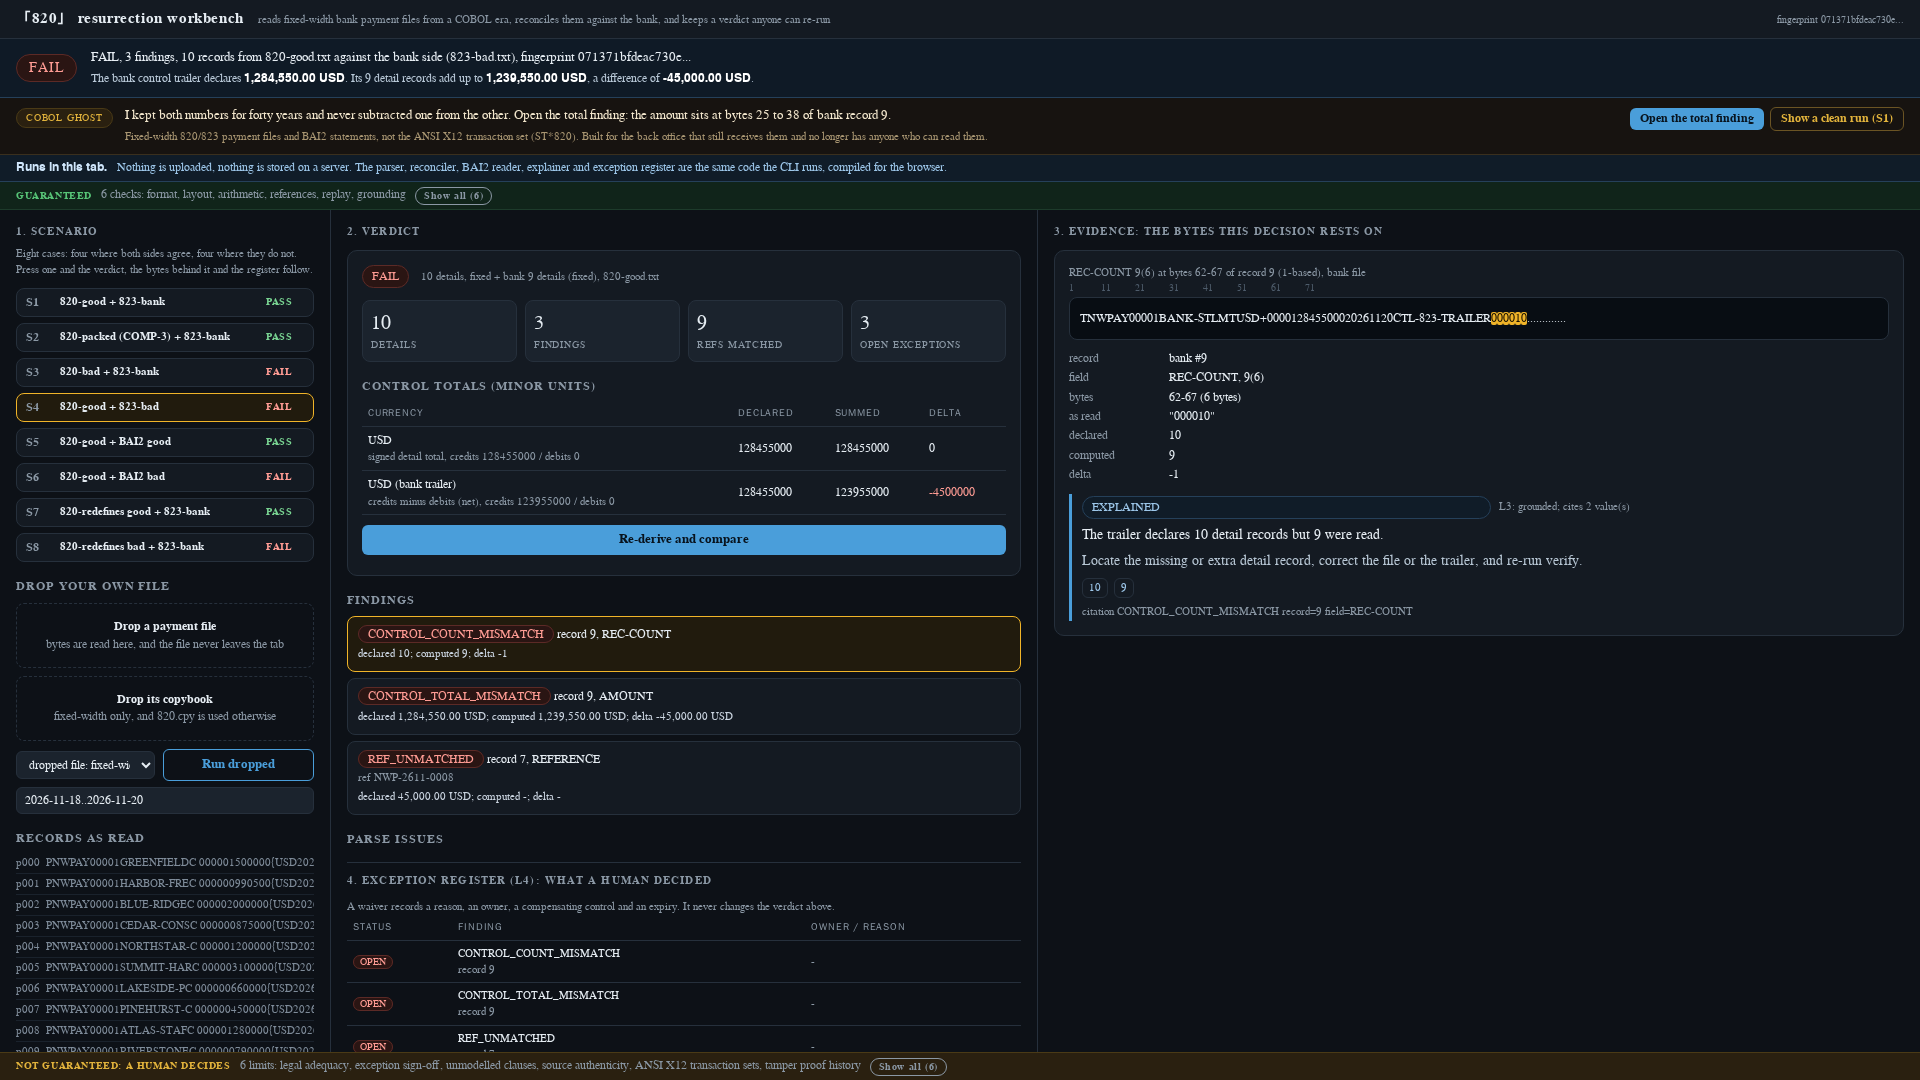 「820」 resurrection workbench
reads fixed-width bank payment files from a COBOL era, reconciles them against the bank, and keeps a verdict anyone can re-run
fingerprint 071371bfdeac730e...
FAIL
FAIL, 3 findings, 10 records from 820-good.txt against the bank side (823-bad.txt), fingerprint 071371bfdeac730e...
The bank control trailer declares 1,284,550.00 USD. Its 9 detail records add up to 1,239,550.00 USD, a difference of -45,000.00 USD.
COBOL GHOST
I kept both numbers for forty years and never subtracted one from the other. Open the total finding: the amount sits at bytes 25 to 38 of bank record 9.
Fixed-width 820/823 payment files and BAI2 statements, not the ANSI X12 transaction set (ST*820). Built for the back office that still receives them and no longer has anyone who can read them.
Open the total finding
Show a clean run (S1)
Runs in this tab. Nothing is uploaded, nothing is stored on a server. The parser, reconciler, BAI2 reader, explainer and exception register are the same code the CLI runs, compiled for the browser.
GUARANTEED 6 checks: format, layout, arithmetic, references, replay, grounding Show all (6)
1. SCENARIO
Eight cases: four where both sides agree, four where they do not.
Press one and the verdict, the bytes behind it and the register follow.
S1 820-good + 823-bank PASS
S2 820-packed (COMP-3) + 823-bank PASS
S3 820-bad + 823-bank FAIL
S4 820-good + 823-bad FAIL
S5 820-good + BAI2 good PASS
S6 820-good + BAI2 bad FAIL
S7 820-redefines good + 823-bank PASS
S8 820-redefines bad + 823-bank FAIL
DROP YOUR OWN FILE
Drop a payment file
bytes are read here, and the file never leaves the tab
Drop its copybook
fixed-width only, and 820.cpy is used otherwise
dropped file: fixed-wi
Run dropped
2026-11-18..2026-11-20
RECORDS AS READ
p000 PNWPAY00001GREENFIELDC 000001500000{USD202
p001 PNWPAY00001HARBOR-FREC 000000990500{USD202
p002 PNWPAY00001BLUE-RIDGEC 000002000000{USD202
p003 PNWPAY00001CEDAR-CONSC 000000875000{USD202
p004 PNWPAY00001NORTHSTAR-C 000001200000{USD202
p005 PNWPAY00001SUMMIT-HARC 000003100000{USD202
p006 PNWPAY00001LAKESIDE-PC 000000660000{USD2026
p007 PNWPAY00001PINEHURST-C 000000450000{USD2026
p008 PNWPAY00001ATLAS-STAFC 000001280000{USD202
p009 PNWPAY00001RIVERSTONEC 000000790000{USD202
2. VERDICT
FAIL 10 details, fixed + bank 9 details (fixed), 820-good.txt
10
DETAILS
3
FINDINGS
9
REFS MATCHED
3
OPEN EXCEPTIONS
CONTROL TOTALS (MINOR UNITS)
CURRENCY DECLARED SUMMED DELTA
USD
signed detail total, credits 128455000 / debits 0
128455000 128455000 0
USD (bank trailer)
credits minus debits (net), credits 123955000 / debits 0
128455000 123955000 -4500000
Re-derive and compare
FINDINGS
CONTROL_COUNT_MISMATCH record 9, REC-COUNT
declared 10; computed 9; delta -1
CONTROL_TOTAL_MISMATCH record 9, AMOUNT
declared 1,284,550.00 USD; computed 1,239,550.00 USD; delta -45,000.00 USD
REF_UNMATCHED record 7, REFERENCE
ref NWP-2611-0008
declared 45,000.00 USD; computed -; delta -
PARSE ISSUES
4. EXCEPTION REGISTER (L4): WHAT A HUMAN DECIDED
A waiver records a reason, an owner, a compensating control and an expiry. It never changes the verdict above.
STATUS FINDING OWNER / REASON
OPEN CONTROL_COUNT_MISMATCH -
record 9
OPEN CONTROL_TOTAL_MISMATCH -
record 9
OPEN REF_UNMATCHED -
3. EVIDENCE: THE BYTES THIS DECISION RESTS ON
REC-COUNT 9(6) at bytes 62-67 of record 9 (1-based), bank file
1 11 21 31 41 51 61 71
TNWPAY00001BANK-STLMTUSD+00001284550002026112​0CTL-823-TRAILER000010.............
record bank #9
field REC-COUNT, 9(6)
bytes 62-67 (6 bytes)
as read "000010"
declared 10
computed 9
delta -1
EXPLAINED L3: grounded; cites 2 value(s)
The trailer declares 10 detail records but 9 were read.
Locate the missing or extra detail record, correct the file or the trailer, and re-run verify.
10 9
citation CONTROL_COUNT_MISMATCH record=9 field=REC-COUNT
NOT GUARANTEED: A HUMAN DECIDES 6 limits: legal adequacy, exception sign-off, unmodelled clauses, source authenticity, ANSI X12 transaction sets, tamper proof history Show all (6)